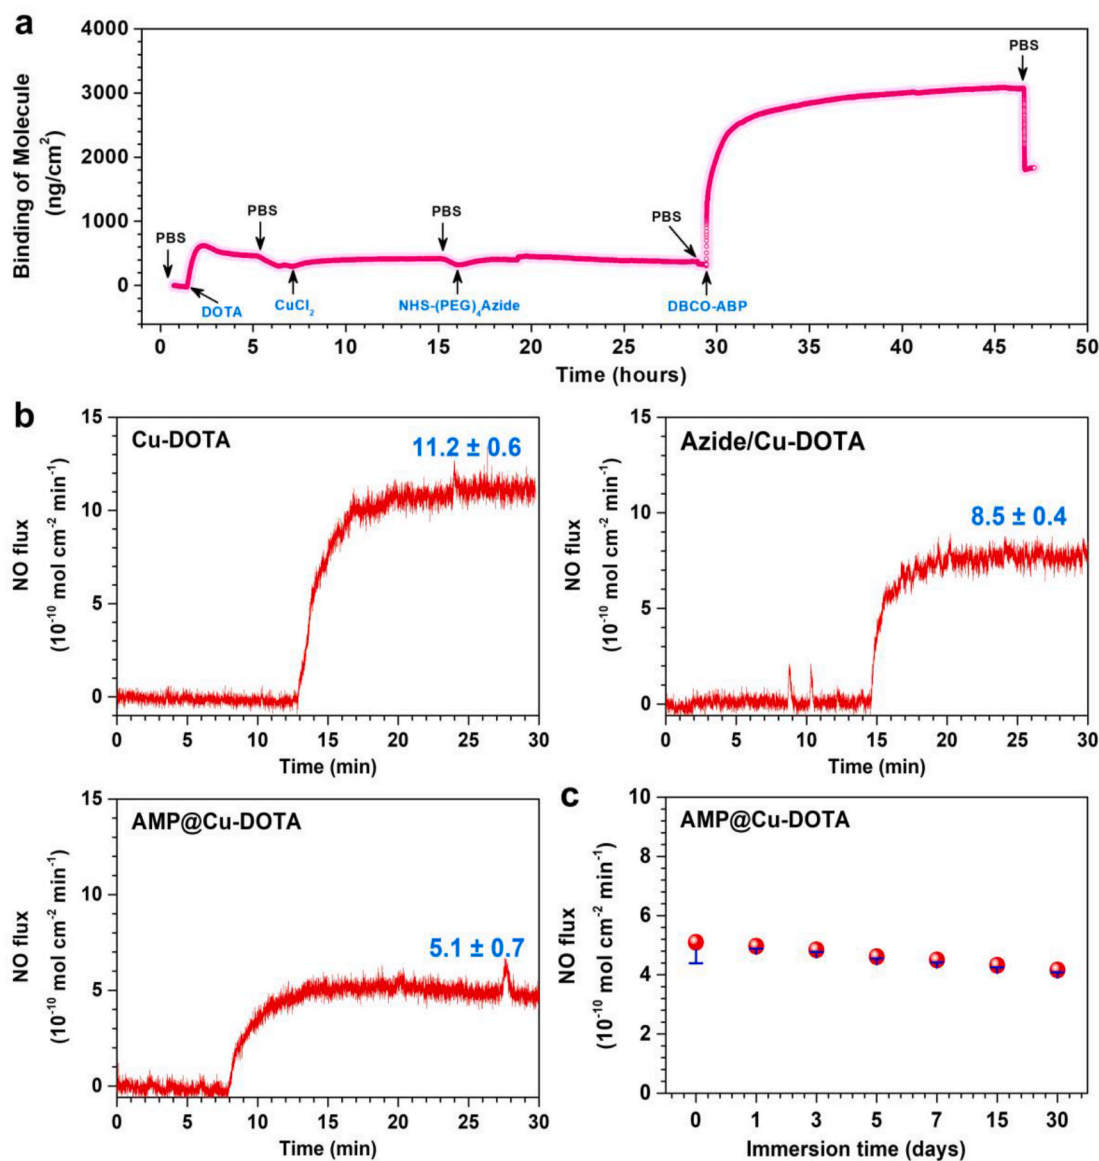 a
Binding of Molecule
(ng/cm²)
4000
3000
2000
1000
0
PBS
DOTA
PBS
CuCl₂
PBS
NHS-(PEG)₄Azide
PBS
DBCO-ABP
PBS
0 5 10 15 20 25 30 35 40 45 50
Time (hours)
b
Cu-DOTA
11.2 ± 0.6
NO flux
(10⁻¹⁰ mol cm⁻² min⁻¹)
15
10
5
0
0 5 10 15 20 25 30
Time (min)
Azide/Cu-DOTA
8.5 ± 0.4
NO flux
(10⁻¹⁰ mol cm⁻² min⁻¹)
15
10
5
0
0 5 10 15 20 25 30
Time (min)
AMP@Cu-DOTA
5.1 ± 0.7
NO flux
(10⁻¹⁰ mol cm⁻² min⁻¹)
15
10
5
0
0 5 10 15 20 25 30
Time (min)
c
AMP@Cu-DOTA
NO flux
(10⁻¹⁰ mol cm⁻² min⁻¹)
10
8
6
4
2
0
0 1 3 5 7 15 30
Immersion time (days)